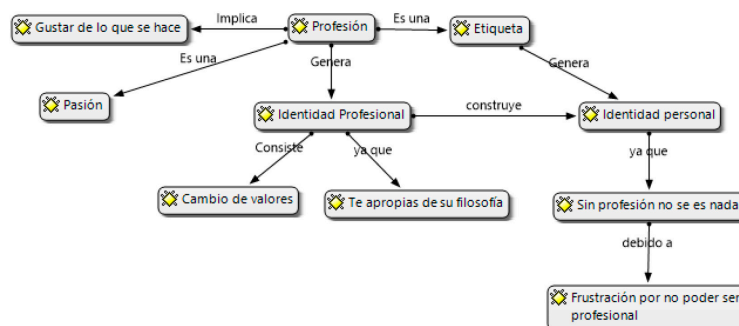 Implica
Profesión
Es una
Gustar de lo que se hace
Etiqueta
Es una
Genera
Genera
Pasión
Identidad Profesional
construye
Identidad personal
Consiste
ya que
ya que
Cambio de valores
Te apropias de su filosofía
Sin profesión no se es nada
debido a
Frustración por no poder ser
profesional